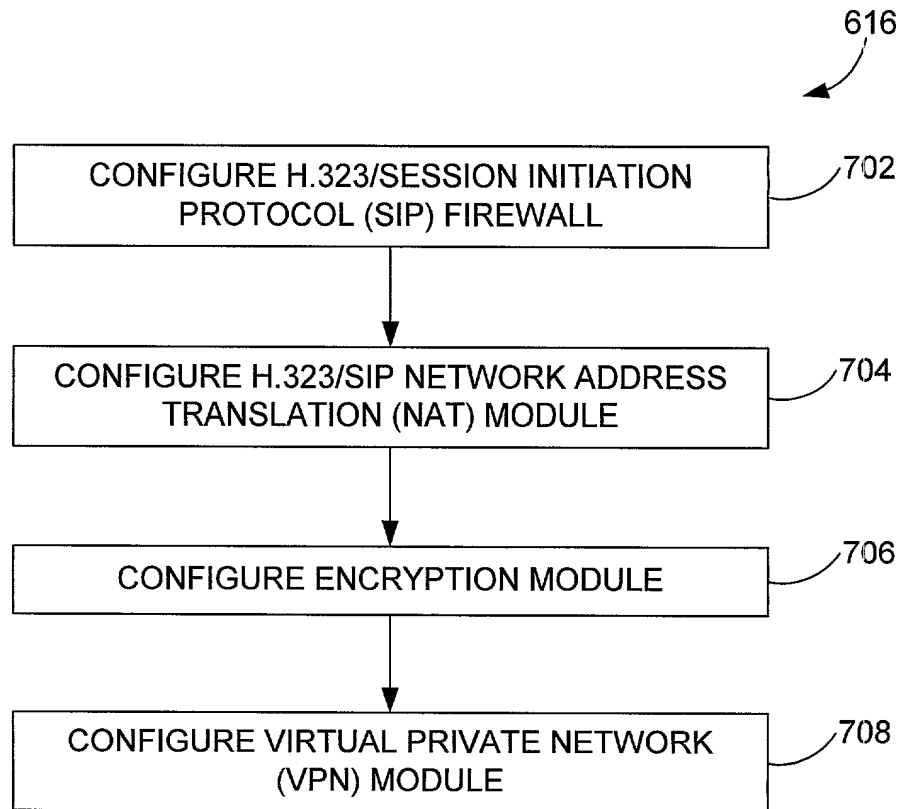 616
CONFIGURE H.323/SESSION INITIATION
PROTOCOL (SIP) FIREWALL
702
CONFIGURE H.323/SIP NETWORK ADDRESS
TRANSLATION (NAT) MODULE
704
CONFIGURE ENCRYPTION MODULE
706
CONFIGURE VIRTUAL PRIVATE NETWORK
(VPN) MODULE
708